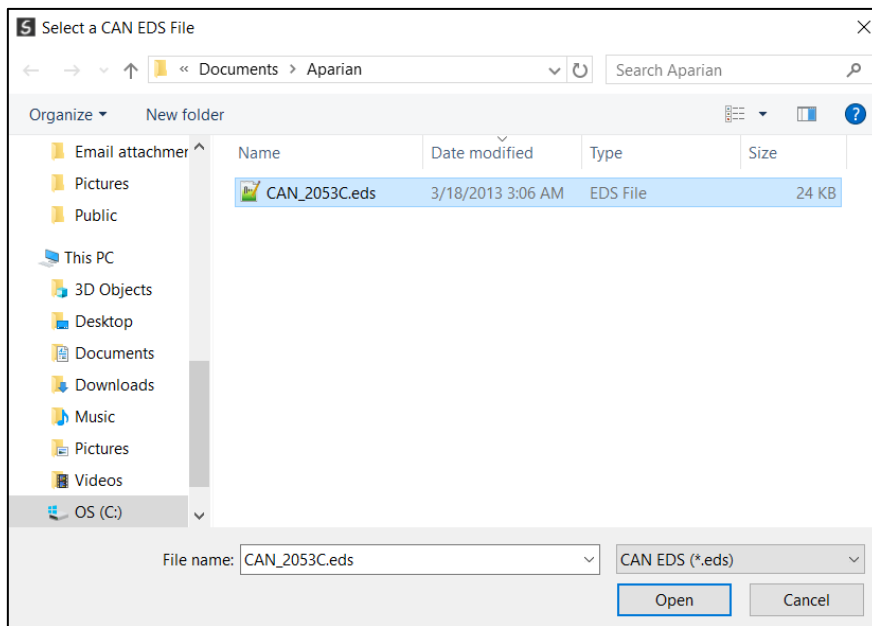 S Select a CAN EDS File
« Documents > Aparian
Search Aparian
Organize
New folder
?
Email attachmer
Pictures
Public
This PC
3D Objects
Desktop
Documents
Downloads
Music
Pictures
Videos
OS (C:)
Name Date modified Type Size
CAN_2053C.eds 3/18/2013 3:06 AM EDS File 24 KB
File name: CAN_2053C.eds CAN EDS (*.eds)
Open Cancel